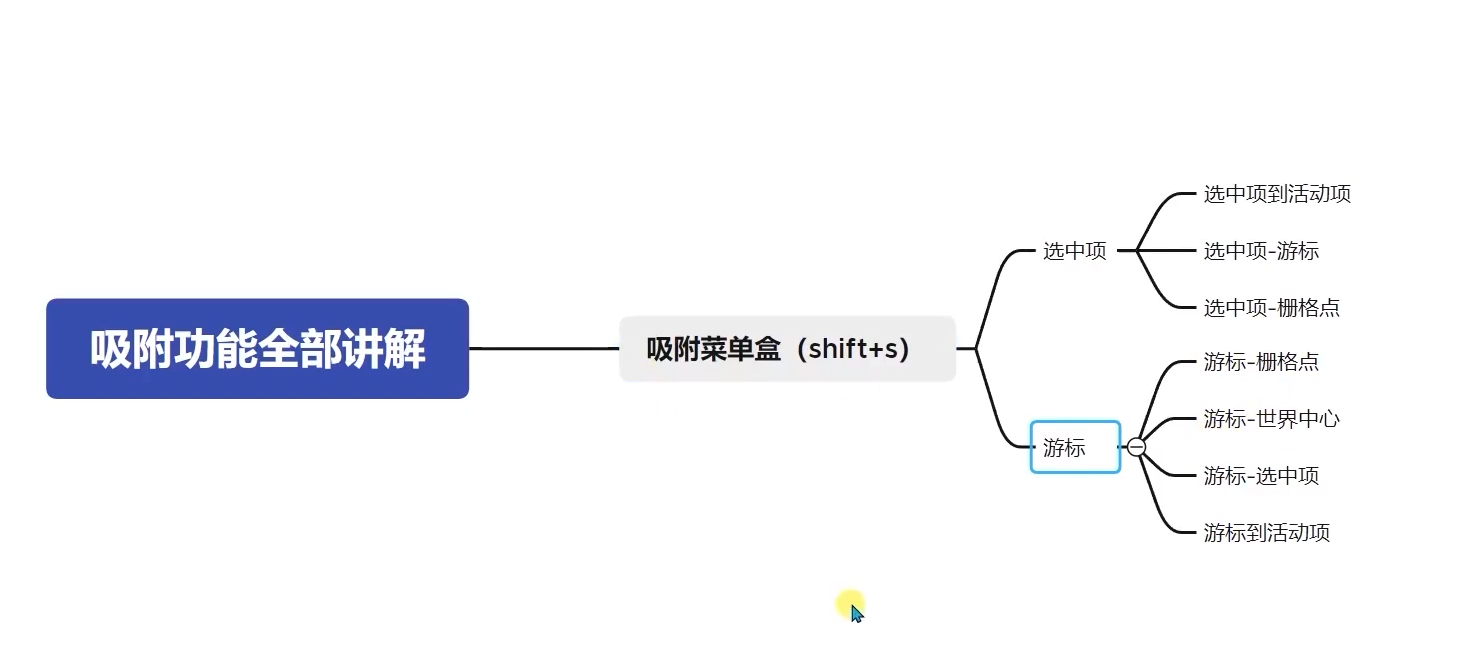 吸附功能全部讲解
吸附菜单盒（shift+s）
选中项
选中项到活动项
选中项-游标
选中项-栅格点
游标
游标-栅格点
游标-世界中心
游标-选中项
游标到活动项